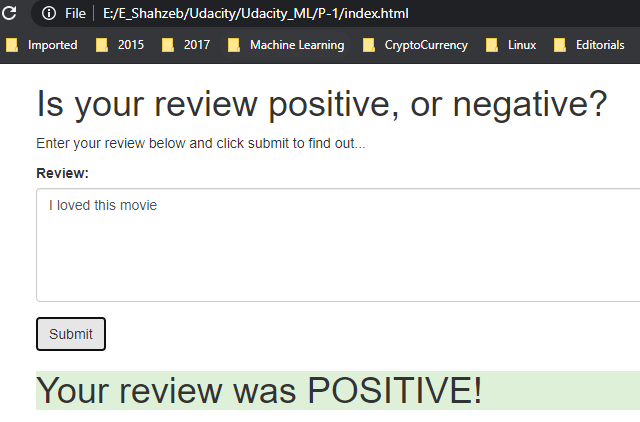 File E:/E_Shahzeb/Udacity/Udacity_ML/P-1/index.html
Imported 2015 2017 Machine Learning CryptoCurrency Linux Editorials
Is your review positive, or negative?
Enter your review below and click submit to find out...
Review:
I loved this movie
Submit
Your review was POSITIVE!